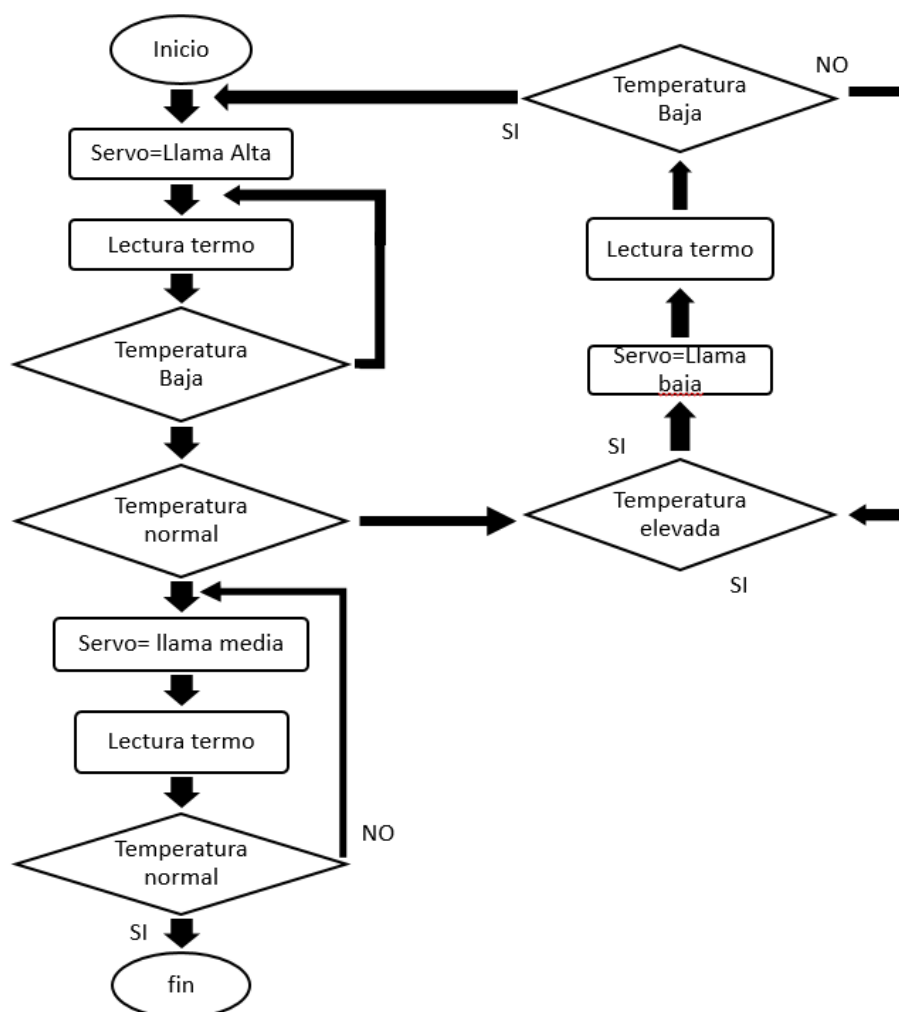 Inicio
Servo=Llama Alta
Lectura termo
Temperatura
Baja
Temperatura
normal
Servo= llama media
Lectura termo
Temperatura
normal
NO
SI
fin
Temperatura
Baja
NO
SI
Lectura termo
Servo=Llama
baja
SI
Temperatura
elevada
SI